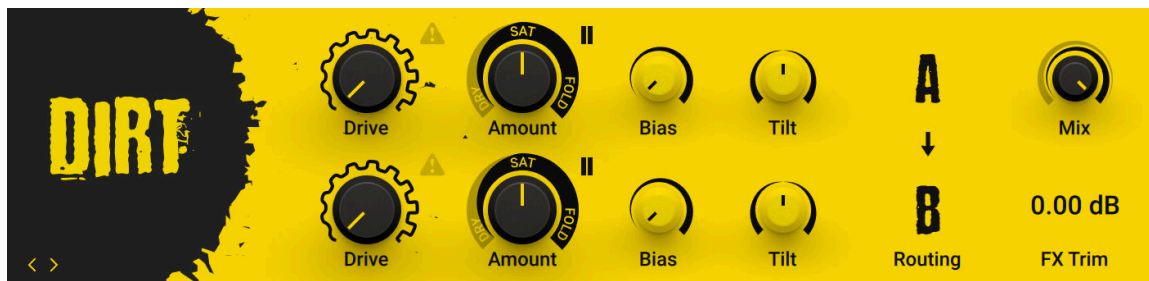 DIRT
DRY SAT FOLD
Drive Amount Bias Tilt
A
Mix
DRY SAT FOLD
Drive Amount Bias Tilt
B
Routing
0.00 dB
FX Trim